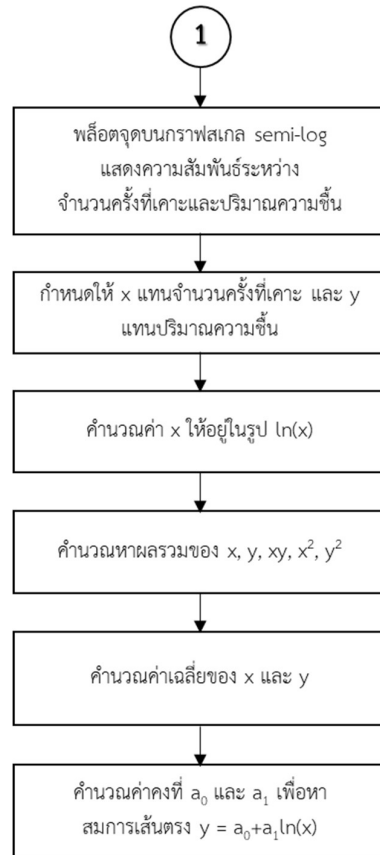 1
พล็อตจุดบนกราฟสเกล semi-log
แสดงความสัมพันธ์ระหว่าง
จำนวนครั้งที่เคาะและปริมาณความชื้น
กำหนดให้ x แทนจำนวนครั้งที่เคาะ และ y
แทนปริมาณความชื้น
คำนวณค่า x ให้อยู่ในรูป ln(x)
คำนวณหาผลรวมของ x, y, xy, x², y²
คำนวณค่าเฉลี่ยของ x และ y
คำนวณค่าคงที่ a₀ และ a₁ เพื่อหา
สมการเส้นตรง y = a₀+a₁ln(x)